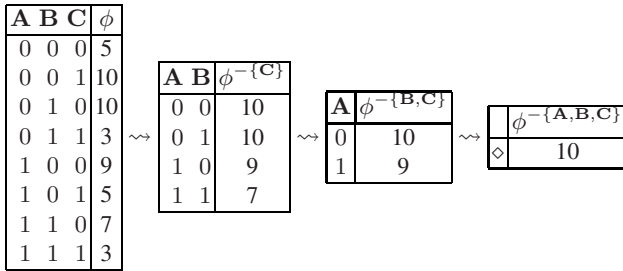 A B C ϕ
0 0 0 5
0 0 1 10
0 1 0 10
0 1 1 3
1 0 0 9
1 0 1 5
1 1 0 7
1 1 1 3
⇝
A B ϕ^−{C}
0 0 10
0 1 10
1 0 9
1 1 7
⇝
A ϕ^−{B,C}
0 10
1 9
⇝
ϕ^−{A,B,C}
⋄ 10